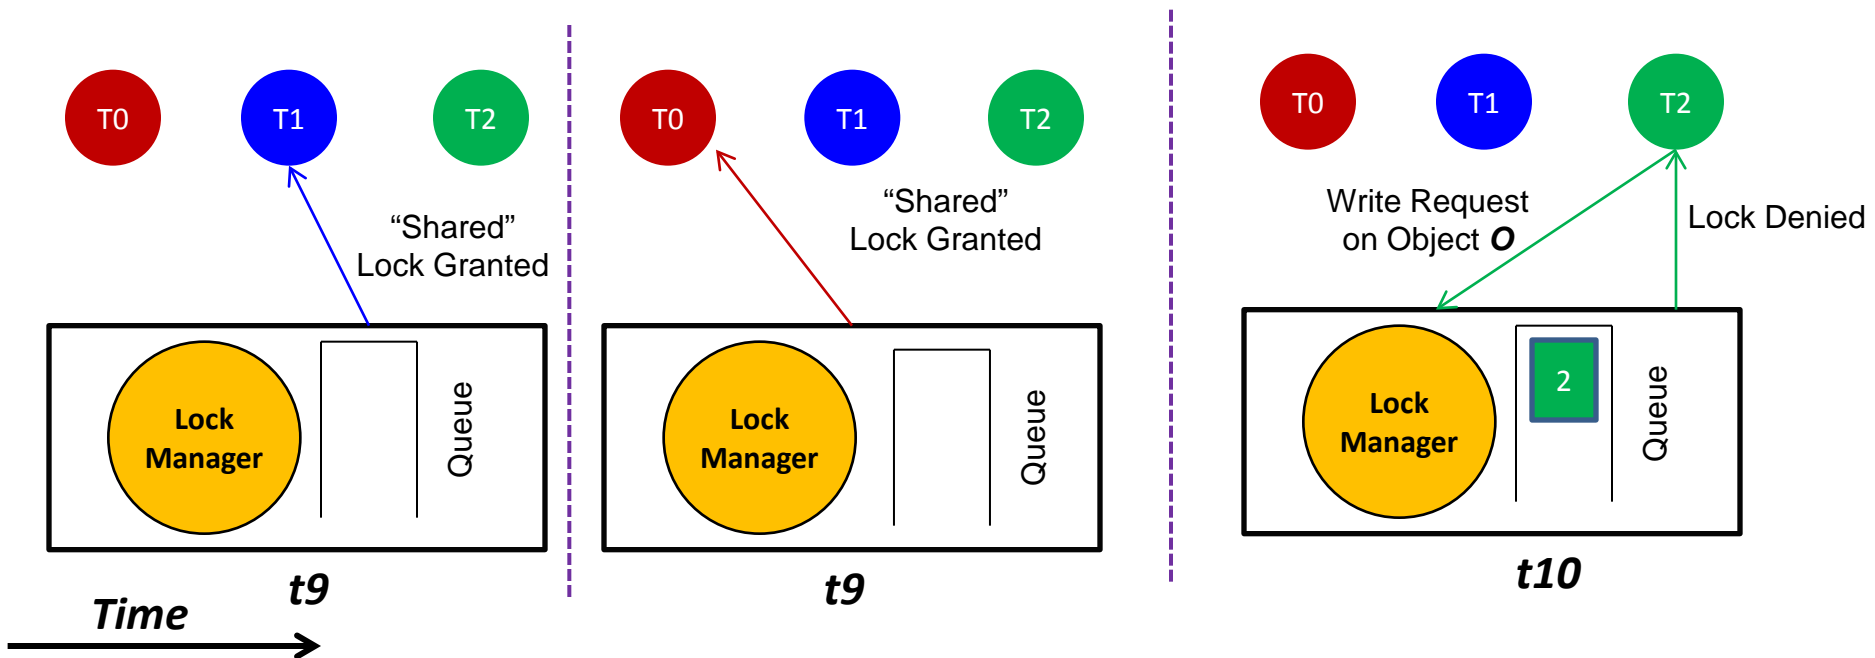 T0
T1
T2
“Shared”
Lock Granted
Lock
Manager
Queue
t9
T0
T1
T2
“Shared”
Lock Granted
Lock
Manager
Queue
t9
T0
T1
T2
Write Request
on Object O
Lock Denied
Lock
Manager
2
Queue
t10
Time